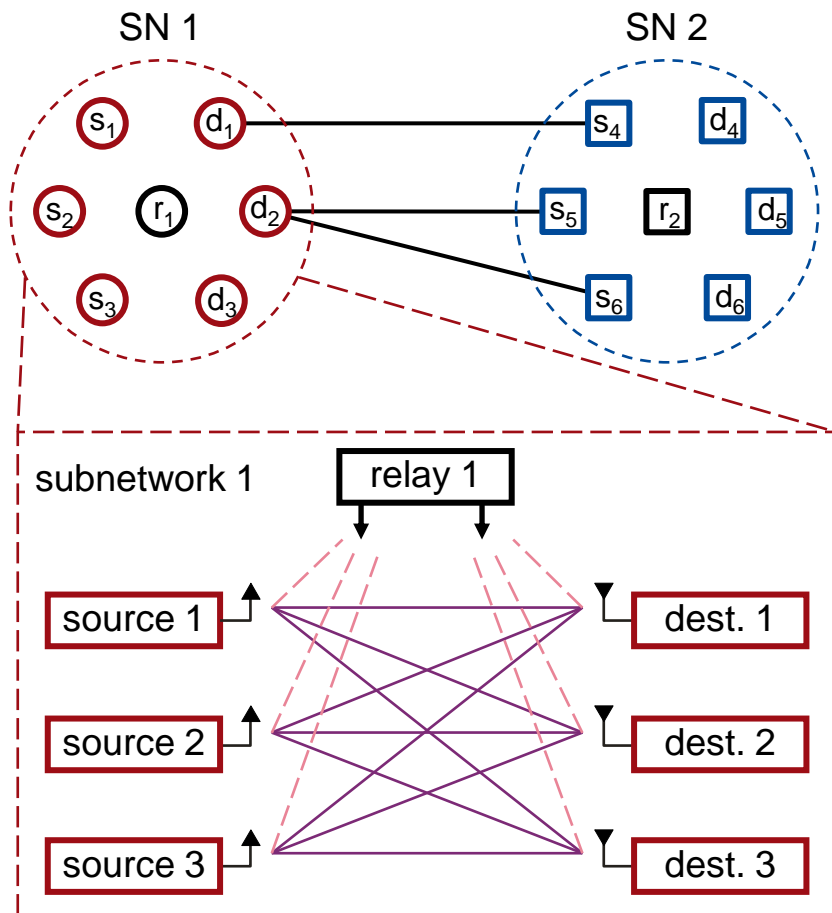 SN 1
SN 2
s1 d1 s4 d4
s2 r1 d2 s5 r2 d5
s3 d3 s6 d6
subnetwork 1
relay 1
source 1
dest. 1
source 2
dest. 2
source 3
dest. 3